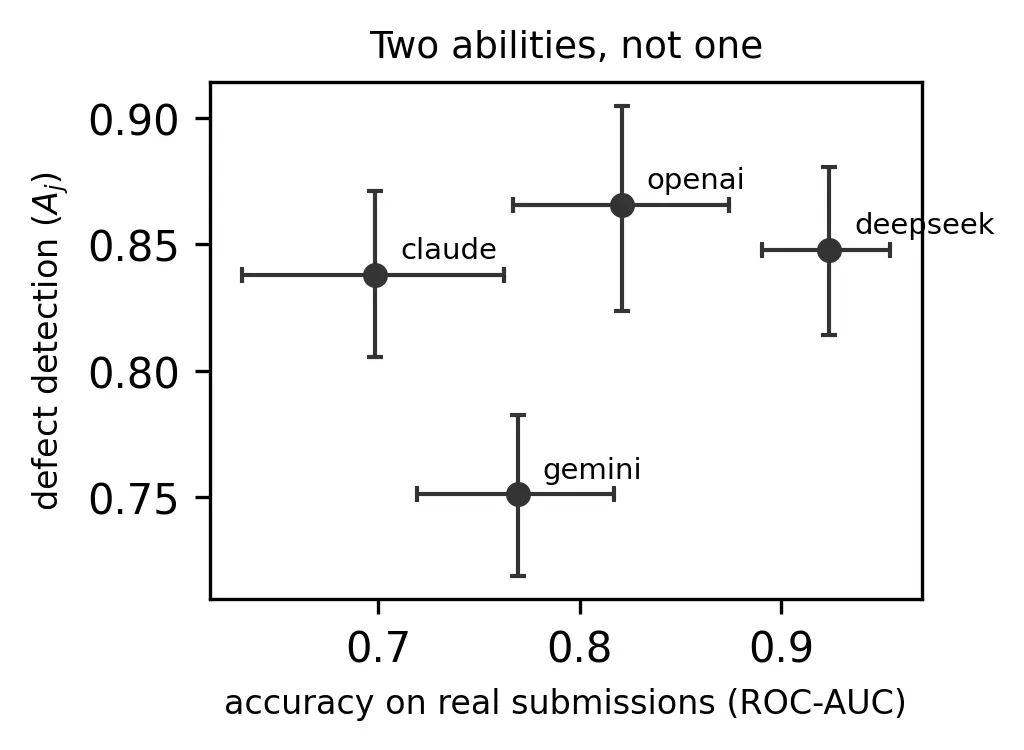 Two abilities, not one
defect detection (A_j)
0.90
0.85
0.80
0.75
openai
deepseek
claude
gemini
0.7 0.8 0.9
accuracy on real submissions (ROC-AUC)